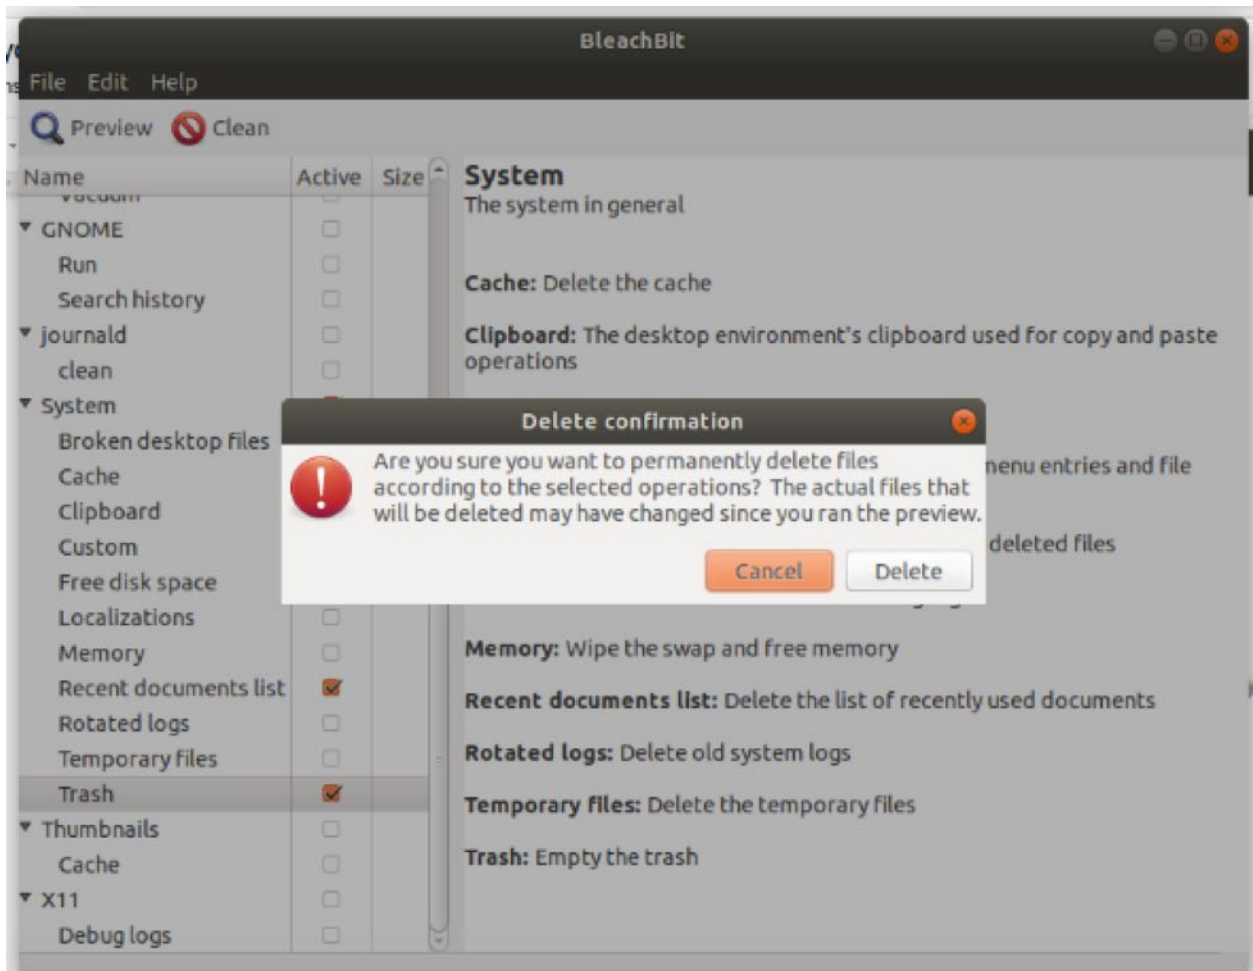 BleachBit
File Edit Help
Preview Clean
Name Active Size
Vacuum
GNOME
Run
Search history
journald
clean
System
Broken desktop files
Cache
Clipboard
Custom
Free disk space
Localizations
Memory
Recent documents list
Rotated logs
Temporary files
Trash
Thumbnails
Cache
X11
Debug logs
System
The system in general
Cache: Delete the cache
Clipboard: The desktop environment's clipboard used for copy and paste
operations
menu entries and file
deleted files
Memory: Wipe the swap and free memory
Recent documents list: Delete the list of recently used documents
Rotated logs: Delete old system logs
Temporary files: Delete the temporary files
Trash: Empty the trash
Delete confirmation
Are you sure you want to permanently delete files
according to the selected operations? The actual files that
will be deleted may have changed since you ran the preview.
Cancel Delete